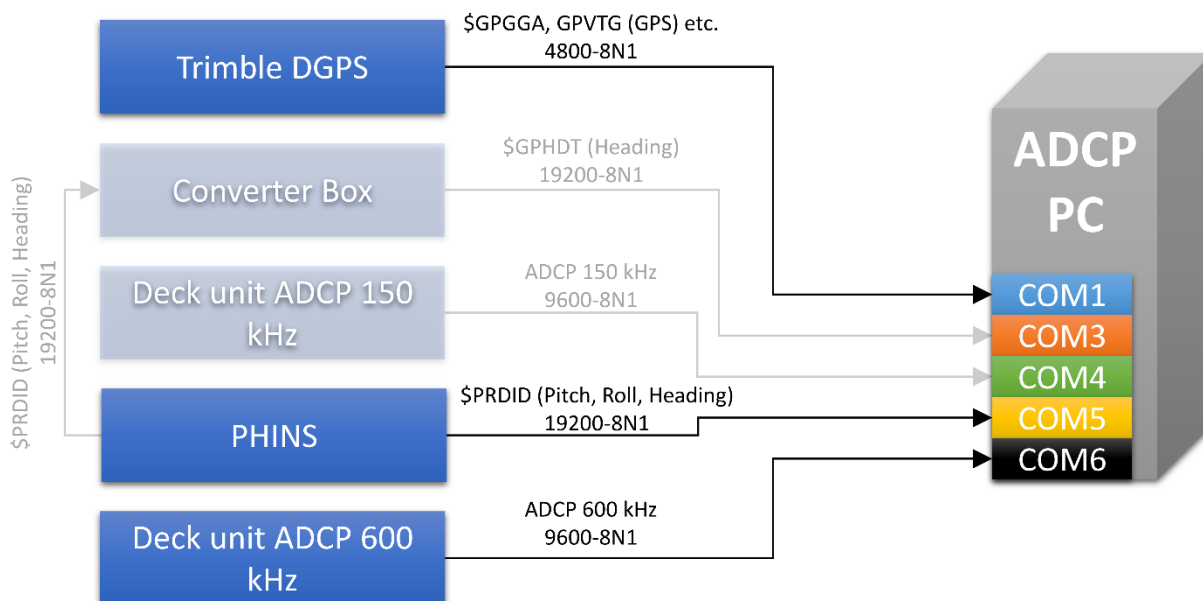 $GPGGA, GPVTG (GPS) etc.
4800-8N1
Trimble DGPS
ADCP
PC
$GPHDT (Heading)
19200-8N1
Converter Box
$PRDID (Pitch, Roll, Heading)
19200-8N1
ADCP 150 kHz
9600-8N1
Deck unit ADCP 150
kHz
COM1
COM3
COM4
COM5
COM6
$PRDID (Pitch, Roll, Heading)
19200-8N1
PHINS
ADCP 600 kHz
9600-8N1
Deck unit ADCP 600
kHz